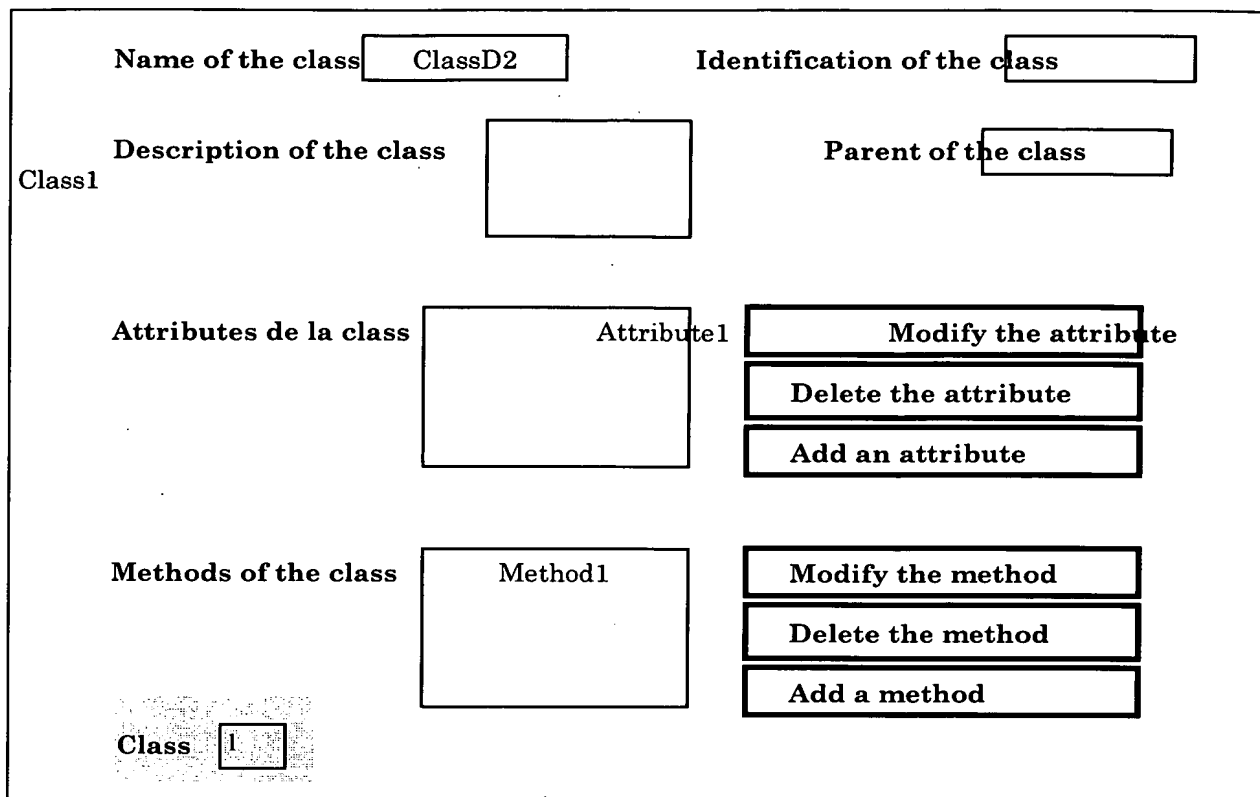 Name of the class ClassD2 Identification of the class
Description of the class Parent of the class
Class1
Attributes de la class Attribute1 Modify the attribute
Delete the attribute
Add an attribute
Methods of the class Method1 Modify the method
Delete the method
Add a method
Class 1